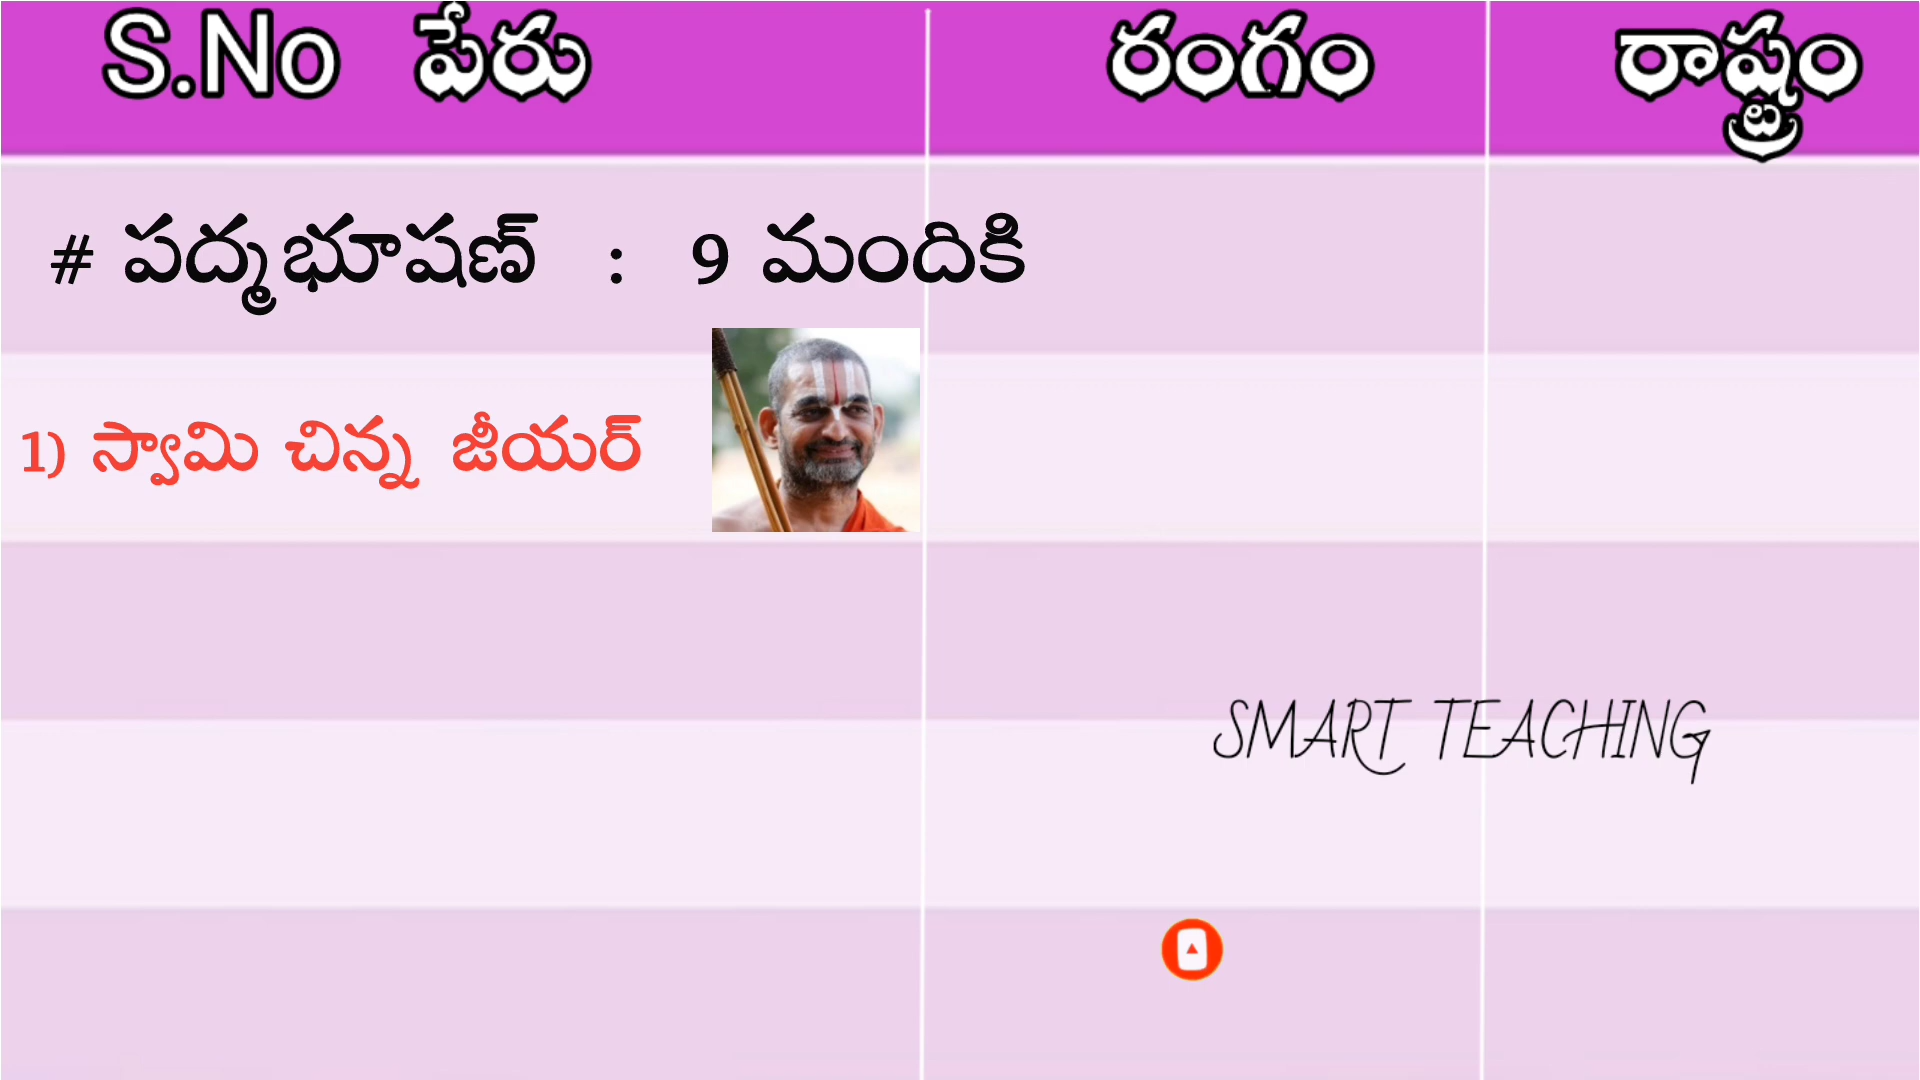 S.No పేరు రంగం రాష్ట్రం
# పద్మభూషణ్ : 9 మందికి
1) స్వామి చిన్న జీయర్
SMART TEACHING